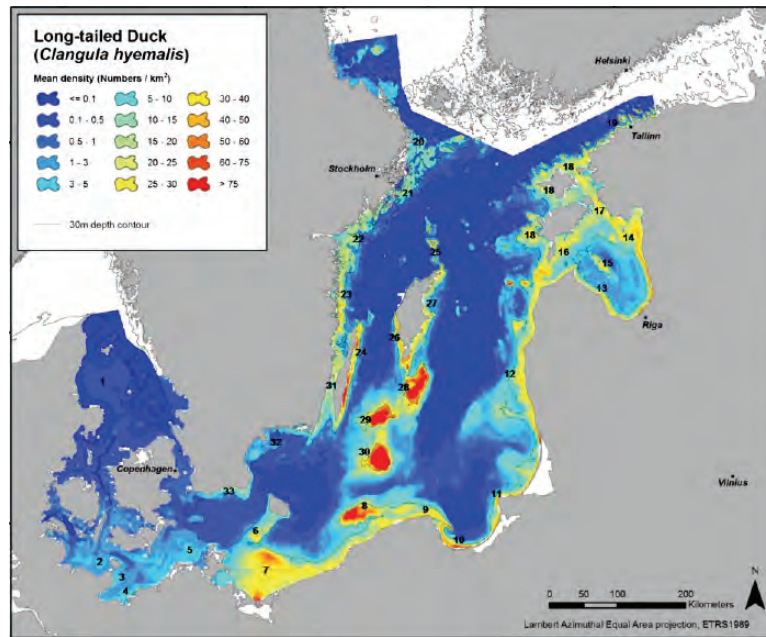 Long-tailed Duck
(Clangula hyemalis)
Mean density (Numbers / km²)
<= 0.1
5 - 10
30 - 40
0.1 - 0.5
10 - 15
40 - 50
0.5 - 1
15 - 20
50 - 60
1 - 3
20 - 25
60 - 75
3 - 5
25 - 30
> 75
30m depth contour
Helsinki
19
Tallinn
20
Stockholm
18
18
21
17
22
18
14
25
16
15
13
23
27
Riga
26
24
12
1
31
28
29
32
30
Copenhagen
Vilnius
33
11
8
9
6
10
5
2
7
3
4
N
0
50
100
200
Kilometers
Lambert Azimuthal Equal Area projection, ETRS1989